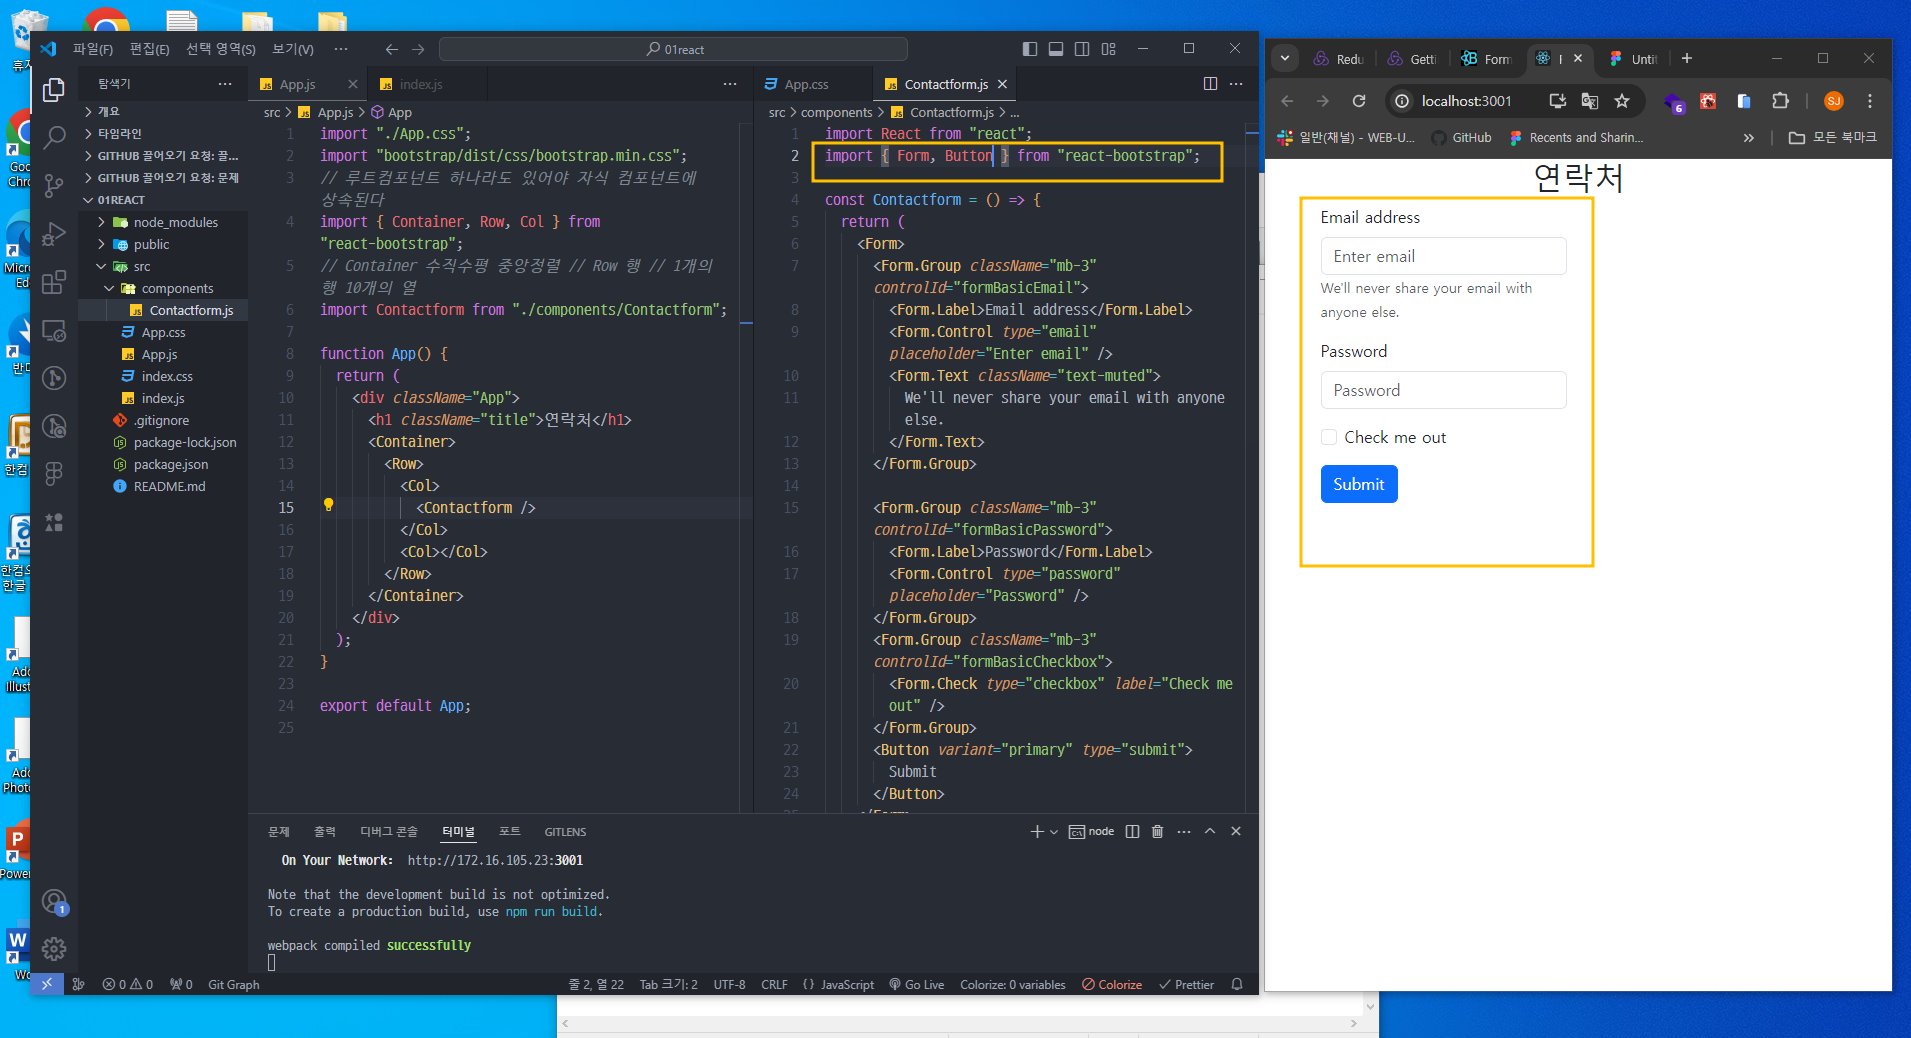 파일(F) 편집(E) 선택 영역(S) 보기(V) ··· 01react
탐색기
개요
타임라인
GITHUB 끌어오기 요청: 끌...
GITHUB 끌어오기 요청: 문제
01REACT
node_modules
public
src
components
Contactform.js
App.css
App.js
index.css
index.js
.gitignore
package-lock.json
package.json
README.md
App.js index.js
src > App.js > App
1 import "./App.css";
2 import "bootstrap/dist/css/bootstrap.min.css";
3 // 루트컴포넌트 하나라도 있어야 자식 컴포넌트에
상속된다
4 import { Container, Row, Col } from
"react-bootstrap";
5 // Container 수직수평 중앙정렬 // Row 행 // 1개의
행 10개의 열
6 import Contactform from "./components/Contactform";
7
8 function App() {
9 return (
10 <div className="App">
11 <h1 className="title">연락처</h1>
12 <Container>
13 <Row>
14 <Col>
15 <Contactform />
16 </Col>
17 <Col></Col>
18 </Row>
19 </Container>
20 </div>
21 );
22 }
23
24 export default App;
25
App.css Contactform.js
src > components > Contactform.js > ...
1 import React from "react";
2 import { Form, Button } from "react-bootstrap";
3
4 const Contactform = () => {
5 return (
6 <Form>
7 <Form.Group className="mb-3"
controlId="formBasicEmail">
8 <Form.Label>Email address</Form.Label>
9 <Form.Control type="email"
placeholder="Enter email" />
10 <Form.Text className="text-muted">
11 We'll never share your email with anyone
else.
12 </Form.Text>
13 </Form.Group>
14
15 <Form.Group className="mb-3"
controlId="formBasicPassword">
16 <Form.Label>Password</Form.Label>
17 <Form.Control type="password"
placeholder="Password" />
18 </Form.Group>
19 <Form.Group className="mb-3"
controlId="formBasicCheckbox">
20 <Form.Check type="checkbox" label="Check me
out" />
21 </Form.Group>
22 <Button variant="primary" type="submit">
23 Submit
24 </Button>
문제 출력 디버그 콘솔 터미널 포트 GITLENS node
On Your Network: http://172.16.105.23:3001
Note that the development build is not optimized.
To create a production build, use npm run build.
webpack compiled successfully
0 0 0 Git Graph 줄 2, 열 22 Tab 크기: 2 UTF-8 CRLF {} JavaScript Go Live Colorize: 0 variables Colorize Prettier
1
Redu Getti Form Untit
localhost:3001 6 SJ
일반(채널) - WEB-U... GitHub Recents and Sharin... 모든 북마크
연락처
Email address
Enter email
We'll never share your email with
anyone else.
Password
Password
Check me out
Submit